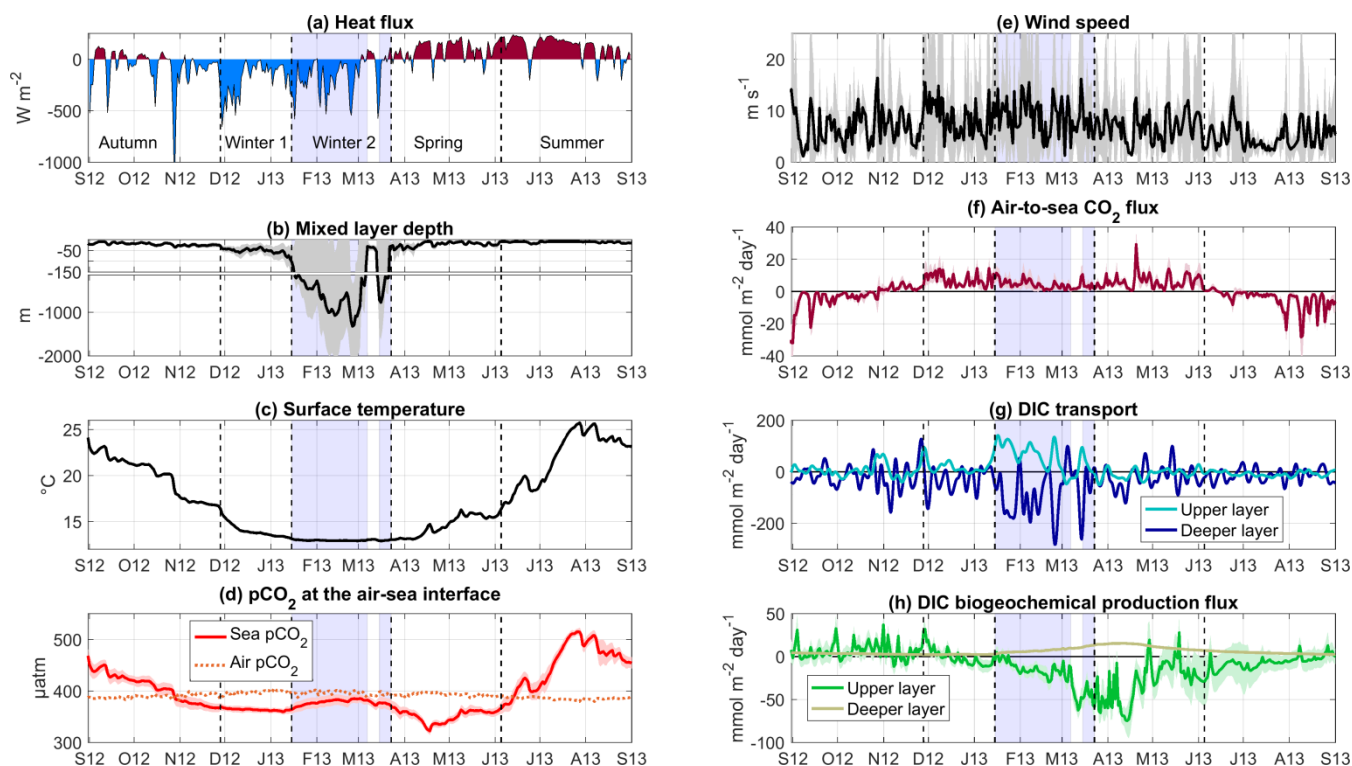 (a) Heat flux
0
-500
-1000
W m-2
Autumn
Winter 1
Winter 2
Spring
Summer
S12 O12 N12 D12 J13 F13 M13 A13 M13 J13 J13 A13 S13
(b) Mixed layer depth
-50
-150
-1000
-2000
m
S12 O12 N12 D12 J13 F13 M13 A13 M13 J13 J13 A13 S13
(c) Surface temperature
25
20
15
°C
S12 O12 N12 D12 J13 F13 M13 A13 M13 J13 J13 A13 S13
(d) pCO2 at the air-sea interface
500
400
300
µatm
Sea pCO2
Air pCO2
S12 O12 N12 D12 J13 F13 M13 A13 M13 J13 J13 A13 S13
(e) Wind speed
20
10
0
m s-1
S12 O12 N12 D12 J13 F13 M13 A13 M13 J13 J13 A13 S13
(f) Air-to-sea CO2 flux
40
20
0
-20
-40
mmol m-2 day-1
S12 O12 N12 D12 J13 F13 M13 A13 M13 J13 J13 A13 S13
(g) DIC transport
200
0
-200
mmol m-2 day-1
Upper layer
Deeper layer
S12 O12 N12 D12 J13 F13 M13 A13 M13 J13 J13 A13 S13
(h) DIC biogeochemical production flux
50
0
-50
-100
mmol m-2 day-1
Upper layer
Deeper layer
S12 O12 N12 D12 J13 F13 M13 A13 M13 J13 J13 A13 S13